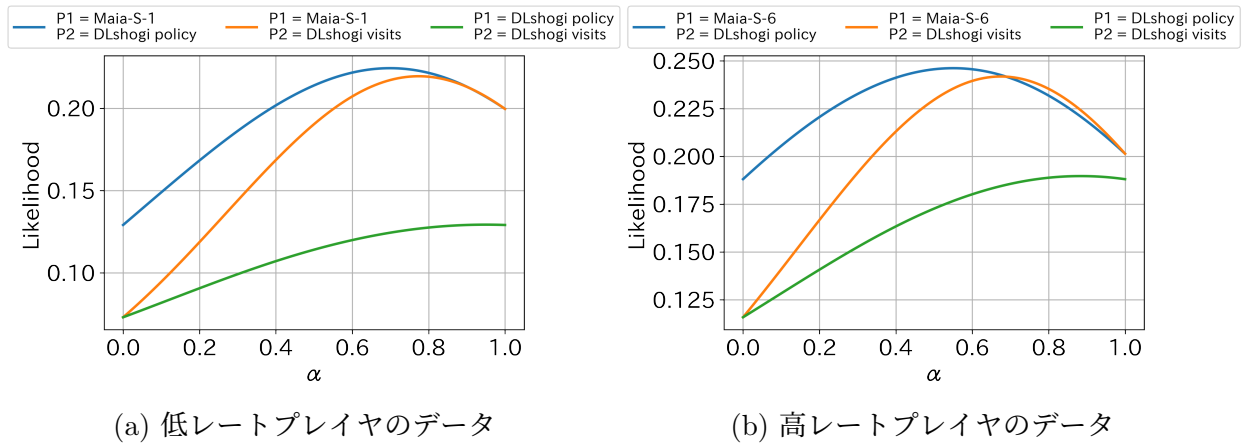 P1 = Maia-S-1
P2 = DLshogi policy
P1 = Maia-S-1
P2 = DLshogi visits
P1 = DLshogi policy
P2 = DLshogi visits
0.20
0.15
0.10
Likelihood
0.0 0.2 0.4 0.6 0.8 1.0
α
(a) 低レートプレイヤのデータ
P1 = Maia-S-6
P2 = DLshogi policy
P1 = Maia-S-6
P2 = DLshogi visits
P1 = DLshogi policy
P2 = DLshogi visits
0.250
0.225
0.200
0.175
0.150
0.125
Likelihood
0.0 0.2 0.4 0.6 0.8 1.0
α
(b) 高レートプレイヤのデータ